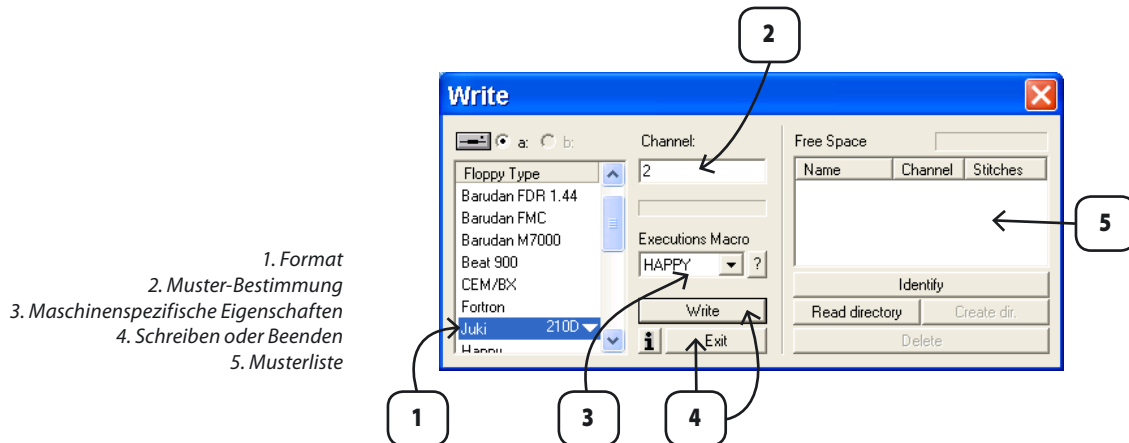 2
Write
a:
b:
Channel:
Free Space
Floppy Type
2
Name
Channel
Stitches
Barudan FDR 1.44
Barudan FMC
Barudan M7000
Executions Macro
5
Beat 900
HAPPY
?
CEM/BX
Identify
Fortron
Write
Read directory
Create dir.
Juki
210D
i
Exit
Delete
Happy
1. Format
2. Muster-Bestimmung
3. Maschinenspezifische Eigenschaften
4. Schreiben oder Beenden
5. Musterliste
1
3
4